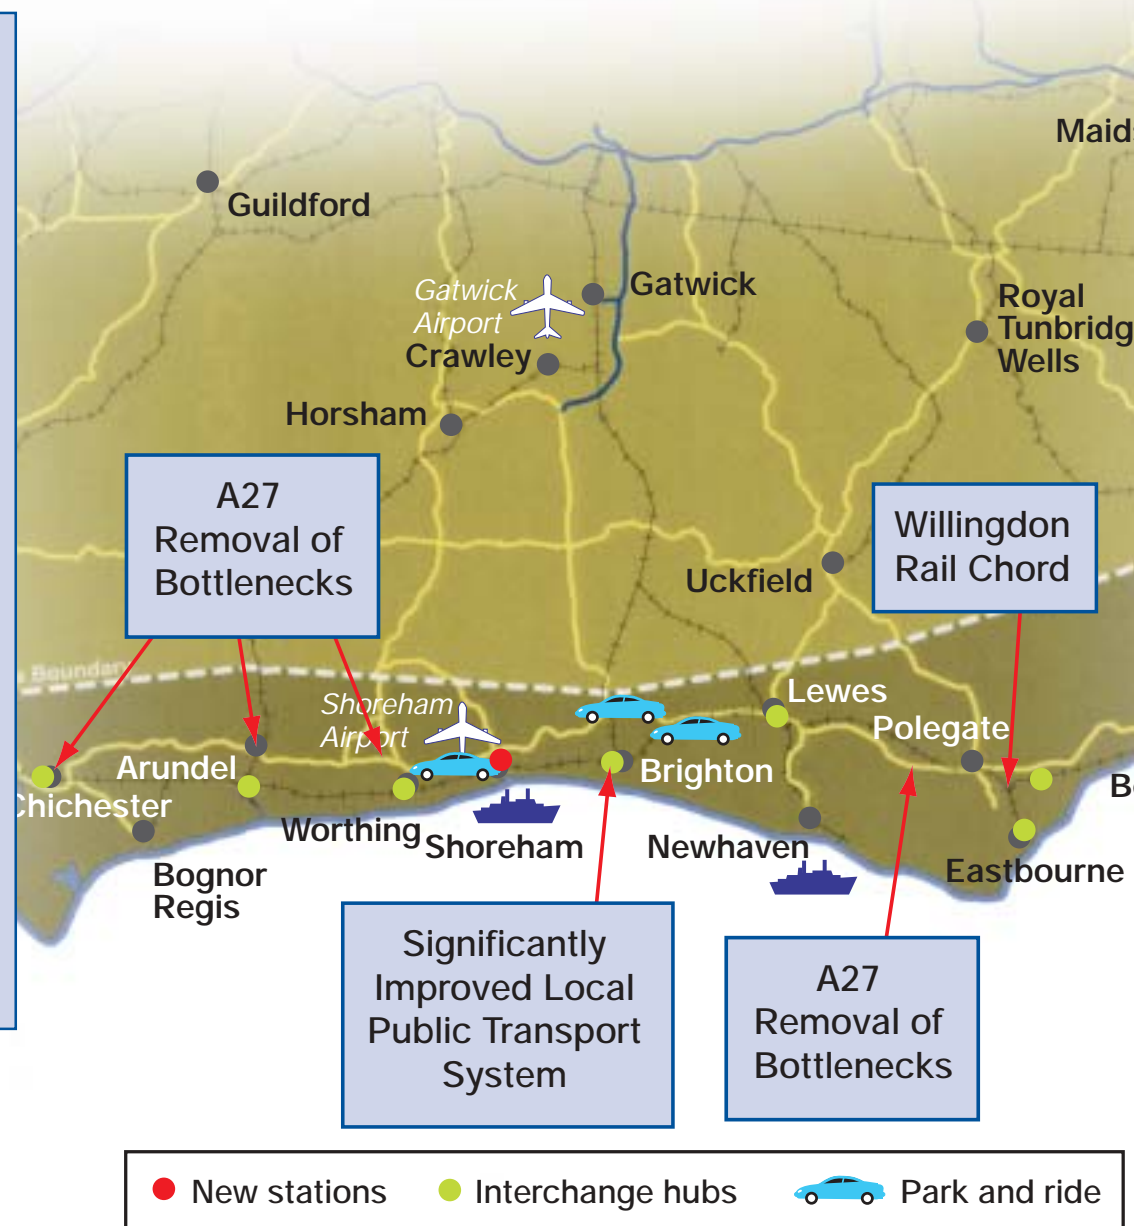 Maid
Guildford
Gatwick
Airport
Gatwick
Royal
Tunbridg
Wells
Crawley
Horsham
A27
Removal of
Bottlenecks
Willingdon
Rail Chord
Uckfield
Boundary
Shoreham
Airport
Lewes
Polegate
Arundel
Brighton
Chichester
B
Worthing
Shoreham
Newhaven
Eastbourne
Bognor
Regis
Significantly
Improved Local
Public Transport
System
A27
Removal of
Bottlenecks
New stations
Interchange hubs
Park and ride